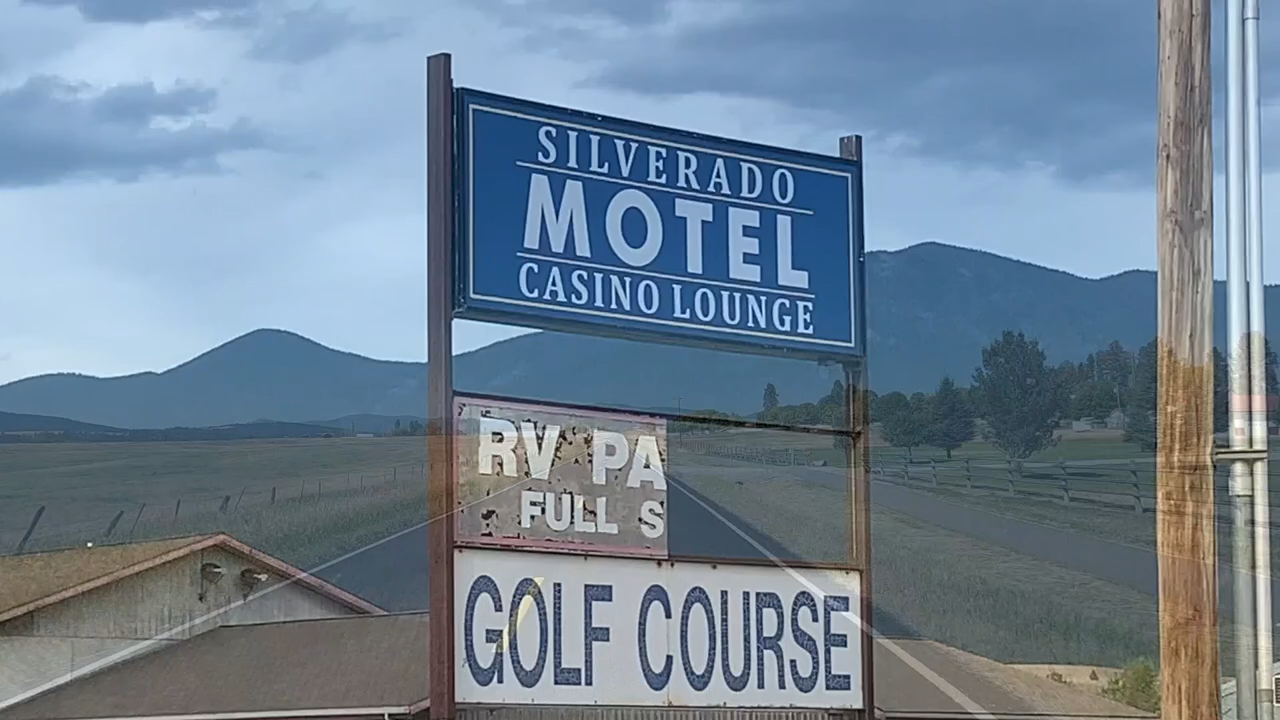 SILVERADO
MOTEL
CASINO LOUNGE
RV PA
FULL S
GOLF COURSE